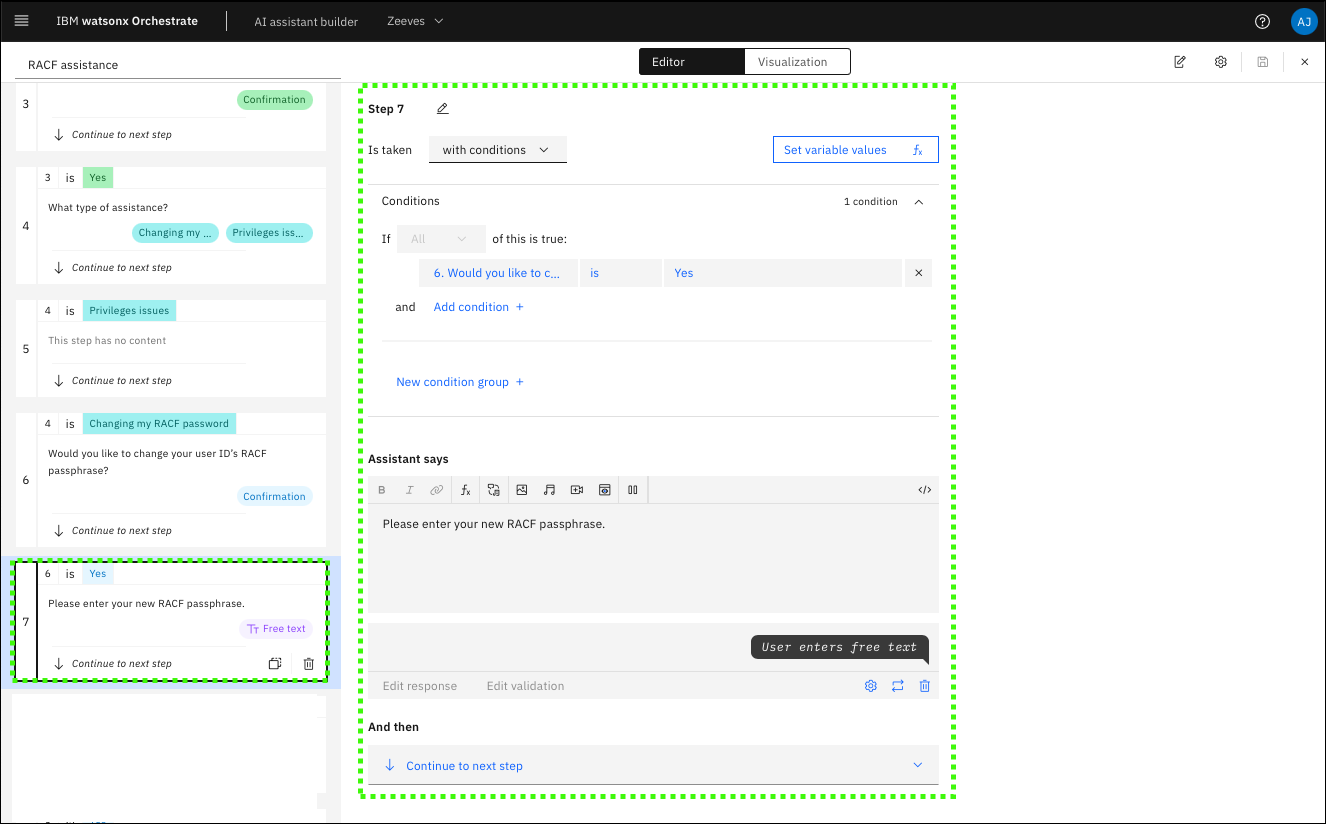 IBM watsonx Orchestrate
AI assistant builder
Zeeves
AJ
RACF assistance
Editor
Visualization
3
Confirmation
Continue to next step
3 is Yes
4
What type of assistance?
Changing my ...
Privileges iss...
Continue to next step
4 is Privileges issues
5
This step has no content
Continue to next step
4 is Changing my RACF password
6
Would you like to change your user ID's RACF
passphrase?
Confirmation
Continue to next step
6 is Yes
7
Please enter your new RACF passphrase.
Free text
Continue to next step
Step 7
Is taken
with conditions
Set variable values
Conditions
1 condition
If
All
of this is true:
6. Would you like to c...
is
Yes
and
Add condition +
New condition group +
Assistant says
B I
Please enter your new RACF passphrase.
User enters free text
Edit response
Edit validation
And then
Continue to next step